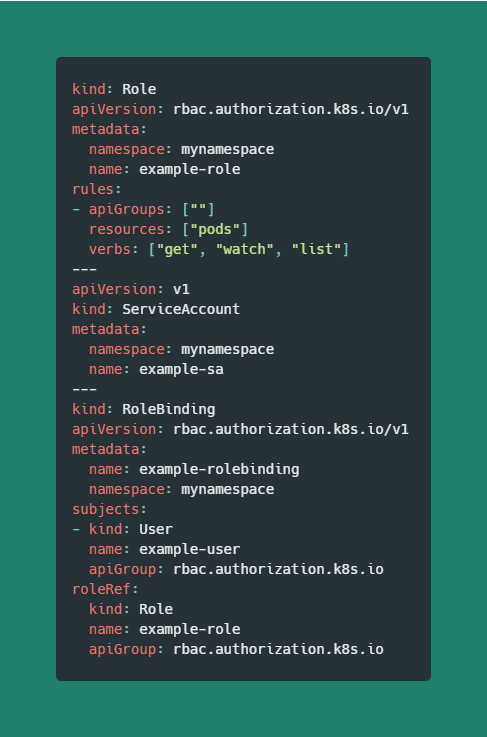 kind: Role
apiVersion: rbac.authorization.k8s.io/v1
metadata:
  namespace: mynamespace
  name: example-role
rules:
- apiGroups: [""]
  resources: ["pods"]
  verbs: ["get", "watch", "list"]
---
apiVersion: v1
kind: ServiceAccount
metadata:
  namespace: mynamespace
  name: example-sa
---
kind: RoleBinding
apiVersion: rbac.authorization.k8s.io/v1
metadata:
  name: example-rolebinding
  namespace: mynamespace
subjects:
- kind: User
  name: example-user
  apiGroup: rbac.authorization.k8s.io
roleRef:
  kind: Role
  name: example-role
  apiGroup: rbac.authorization.k8s.io